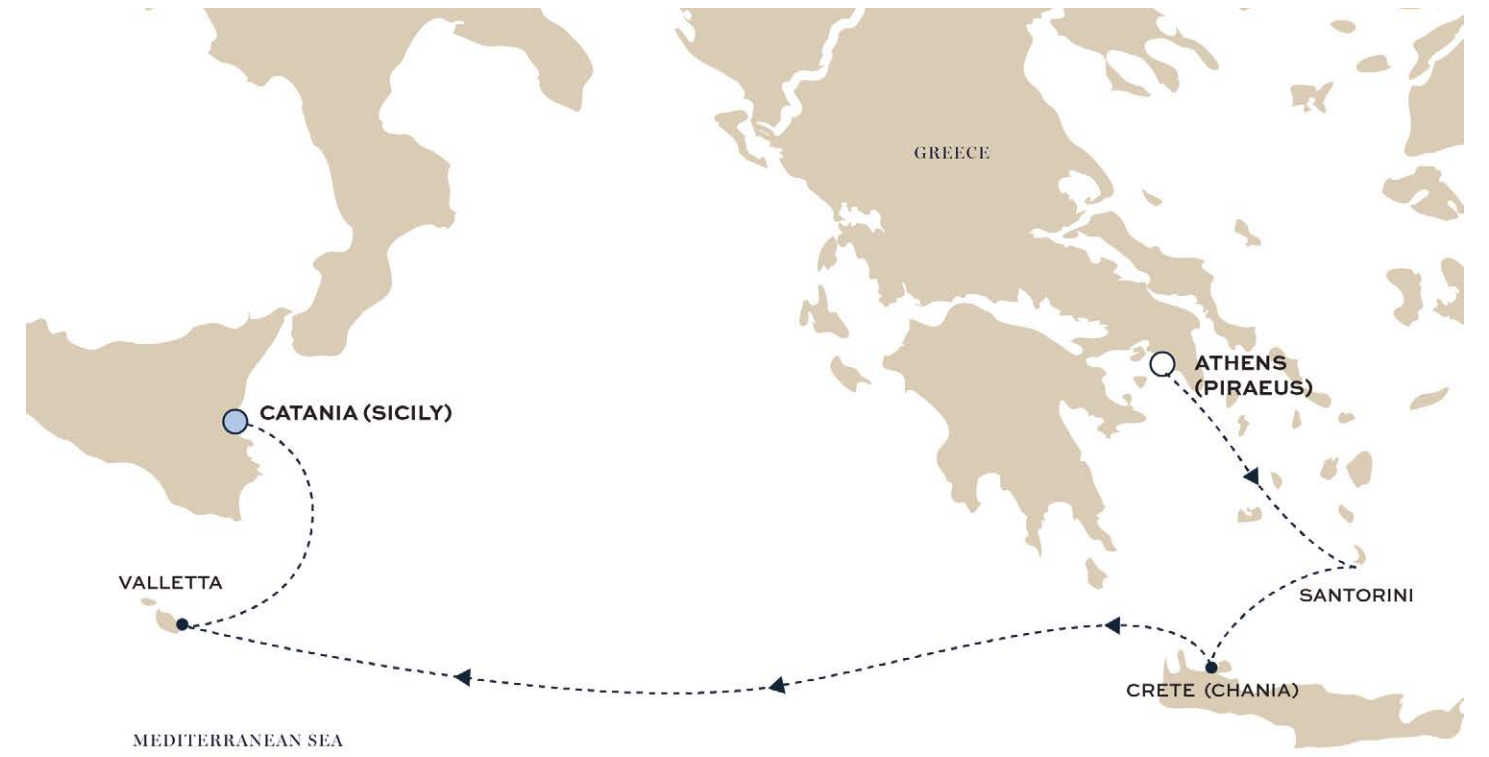 GREECE
ATHENS
(PIRAEUS)
CATANIA (SICILY)
VALLETTA
SANTORINI
CRETE (CHANIA)
MEDITERRANEAN SEA